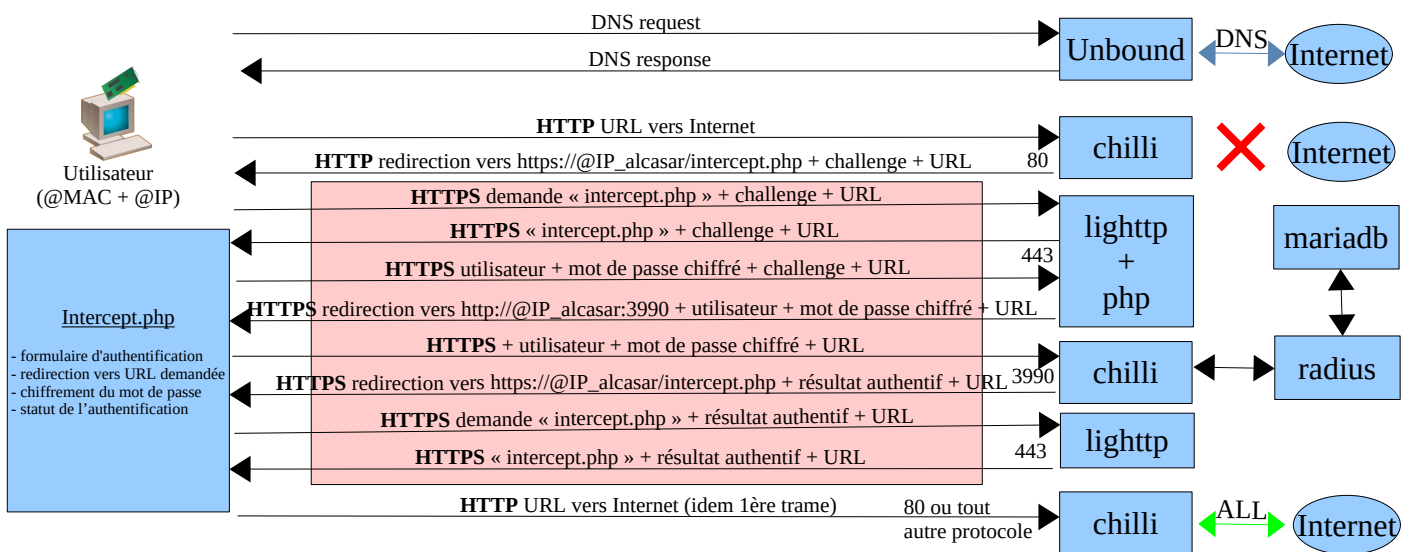 DNS request
Unbound
DNS
Internet
DNS response
HTTP URL vers Internet
chilli
Internet
HTTP redirection vers https://@IP_alcasar/intercept.php + challenge + URL
80
Utilisateur
(@MAC + @IP)
HTTPS demande « intercept.php » + challenge + URL
HTTPS « intercept.php » + challenge + URL
lighttp
+
php
443
mariadb
HTTPS utilisateur + mot de passe chiffré + challenge + URL
HTTPS redirection vers http://@IP_alcasar:3990 + utilisateur + mot de passe chiffré + URL
Intercept.php
- formulaire d'authentification
- redirection vers URL demandée
- chiffrement du mot de passe
- statut de l’authentification
HTTPS + utilisateur + mot de passe chiffré + URL
chilli
radius
HTTPS redirection vers https://@IP_alcasar/intercept.php + résultat authentif + URL
3990
HTTPS demande « intercept.php » + résultat authentif + URL
lighttp
443
HTTPS « intercept.php » + résultat authentif + URL
HTTP URL vers Internet (idem 1ère trame)
80 ou tout
autre protocole
chilli
ALL
Internet